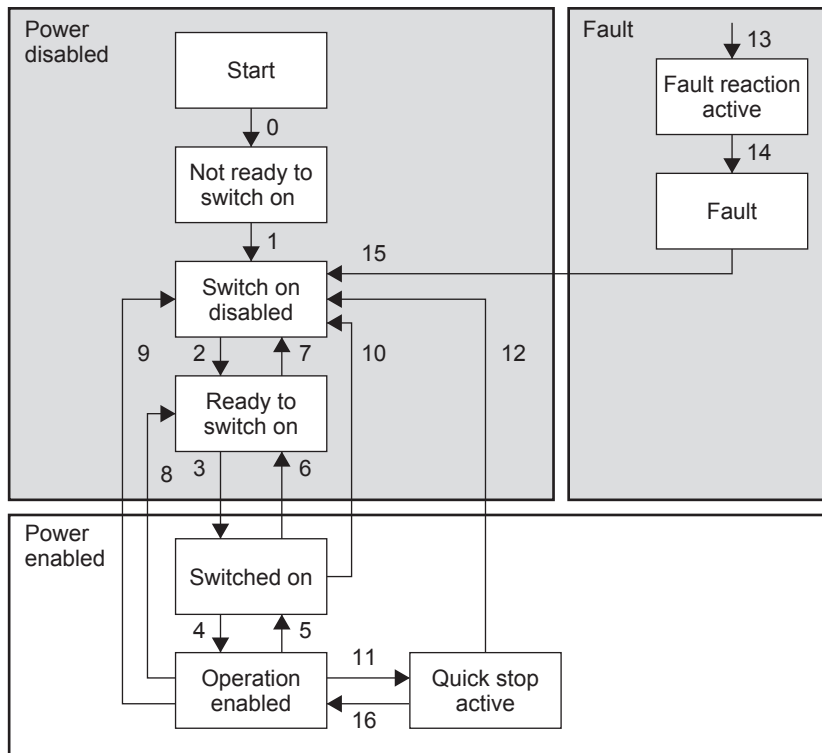 Power
disabled
Fault
Start
13
Fault reaction
active
0
14
Not ready to
switch on
Fault
1
15
Switch on
disabled
9
2
7
10
12
Ready to
switch on
8
3
6
Power
enabled
Switched on
4
5
11
Operation
enabled
Quick stop
active
16